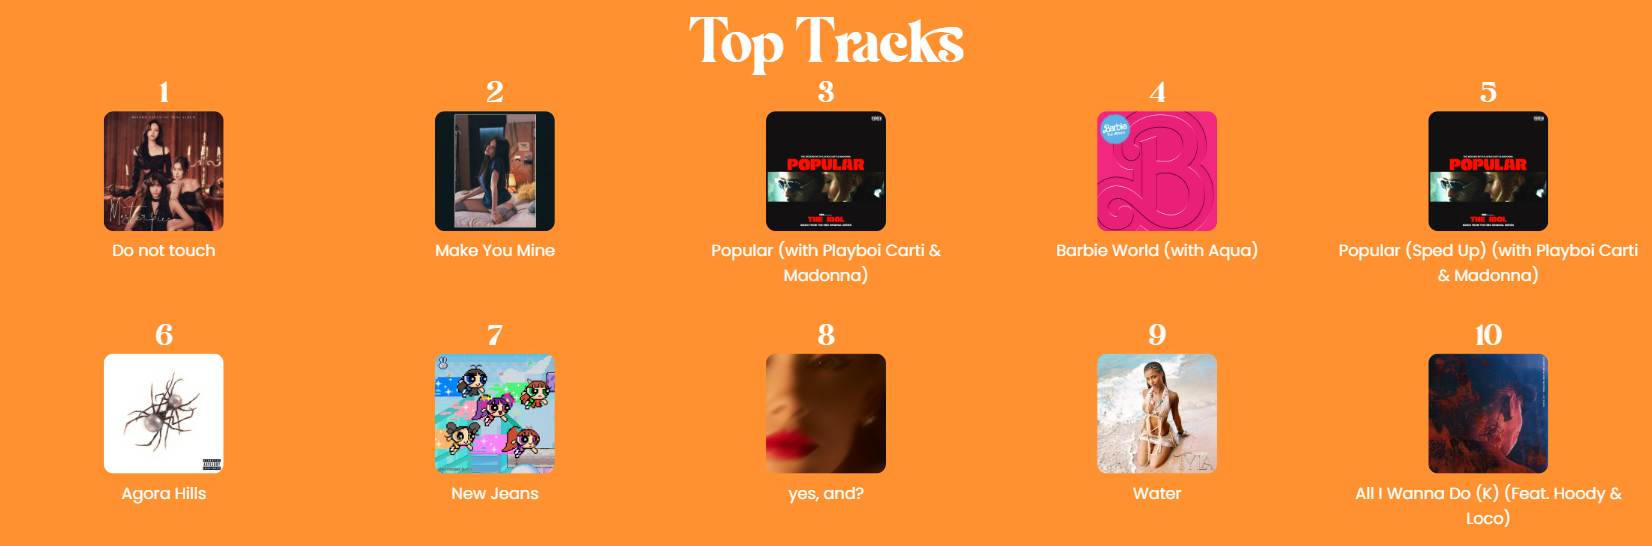 Top Tracks
1
2
3
4
5
POPULAR
THE IDOL
Barbie
POPULAR
THE IDOL
Do not touch
Make You Mine
Popular (with Playboi Carti &
Madonna)
Barbie World (with Aqua)
Popular (Sped Up) (with Playboi Carti
& Madonna)
6
7
8
9
10
TYLA
Agora Hills
New Jeans
yes, and?
Water
All I Wanna Do (K) (Feat. Hoody &
Loco)